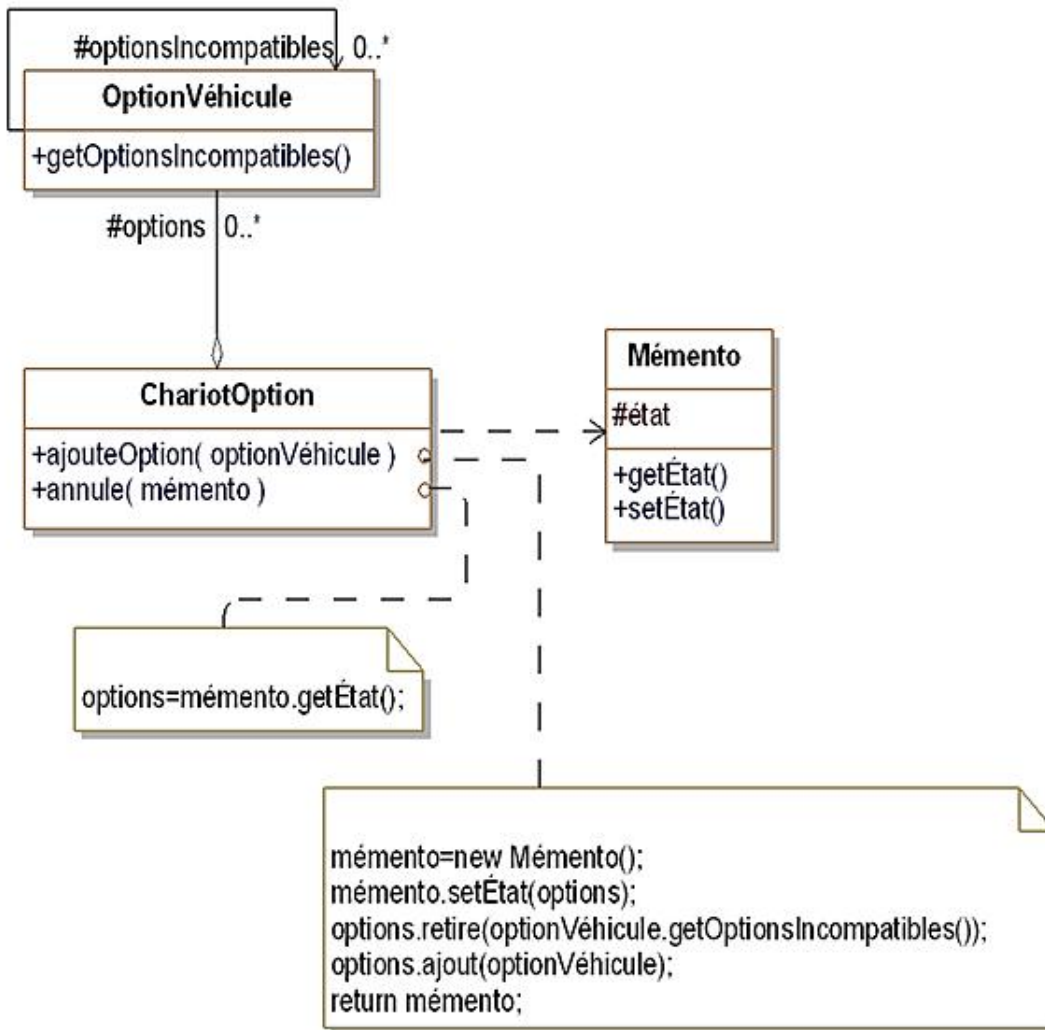 #optionsIncompatibles 0..*
OptionVéhicule
+getOptionsIncompatibles()
#options 0..*
ChariotOption
+ajouteOption( optionVéhicule )
+annule( mémento )
Mémento
#état
+getÉtat()
+setÉtat()
options=mémento.getÉtat();
mémento=new Mémento();
mémento.setÉtat(options);
options.retire(optionVéhicule.getOptionsIncompatibles());
options.ajout(optionVéhicule);
return mémento;